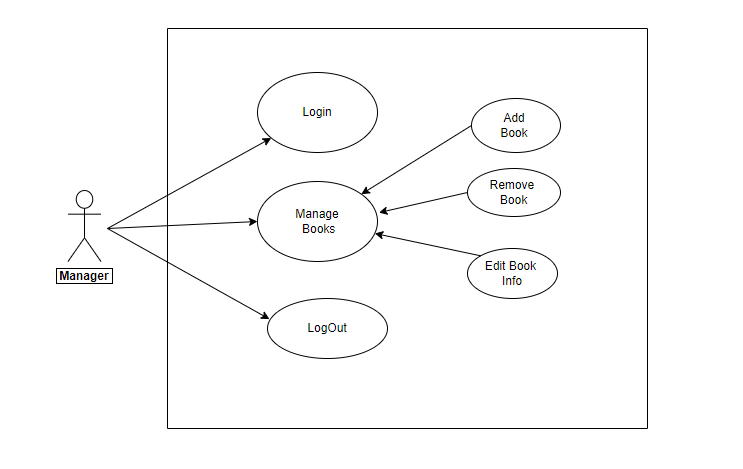 Login
Add
Book
Remove
Book
Manage
Books
Manager
Edit Book
Info
LogOut